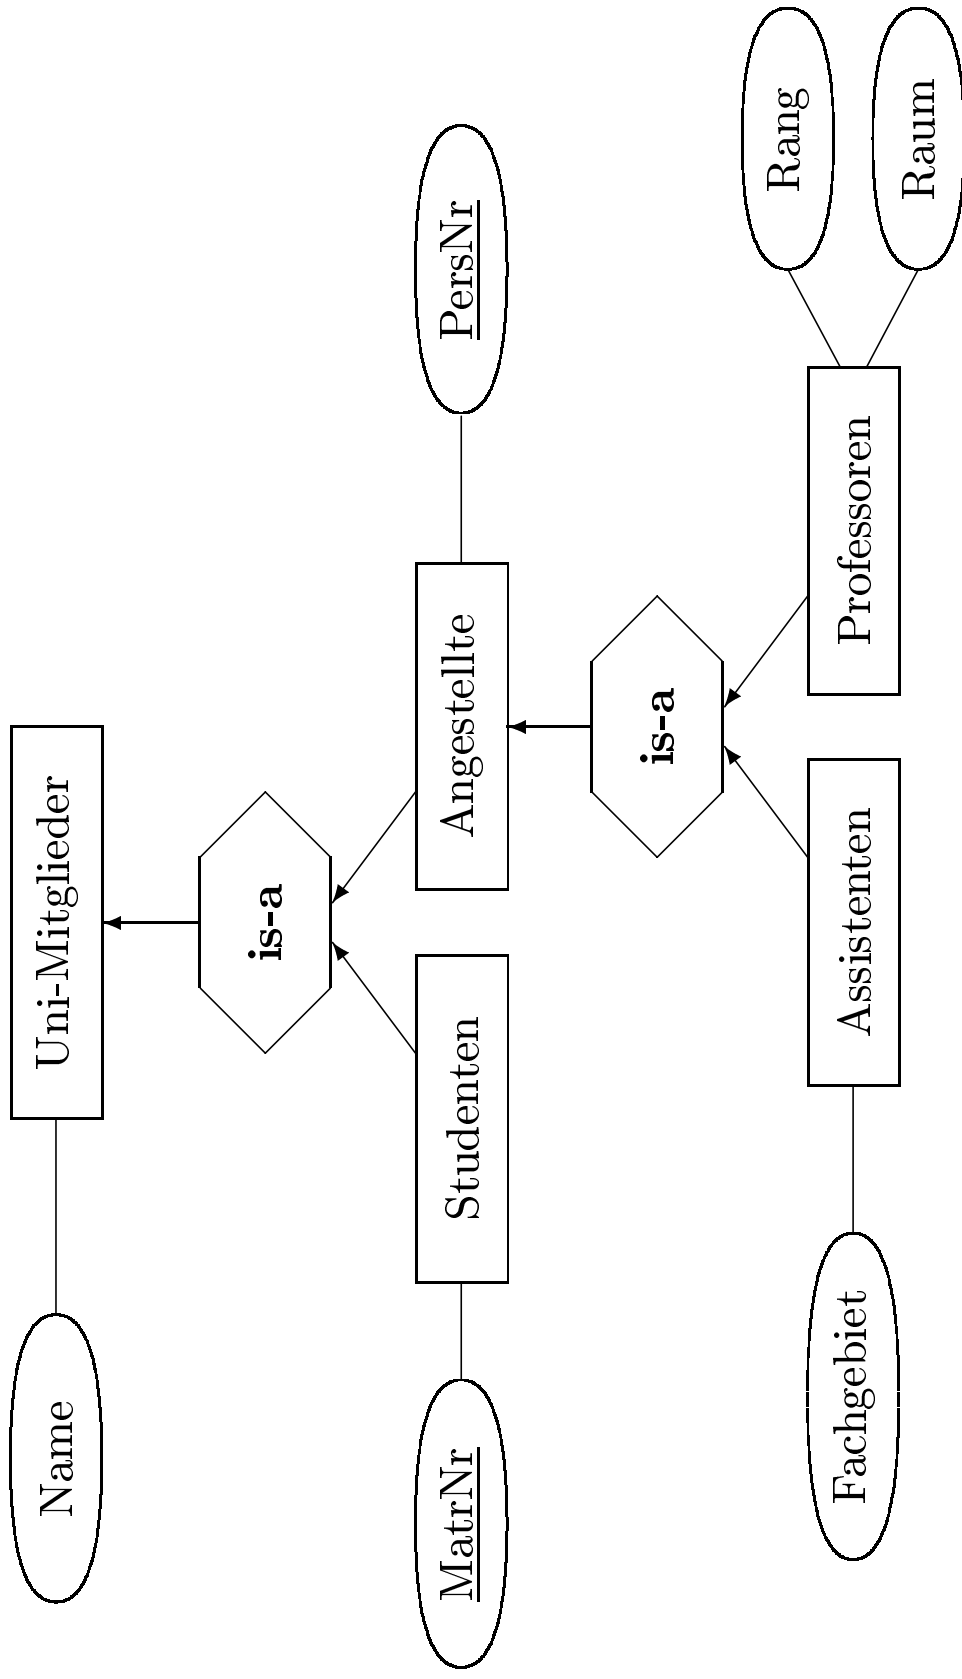 Name
Uni-Mitglieder
is-a
MatrNr
Studenten
Angestellte
PersNr
is-a
Fachgebiet
Assistenten
Professoren
Rang
Raum